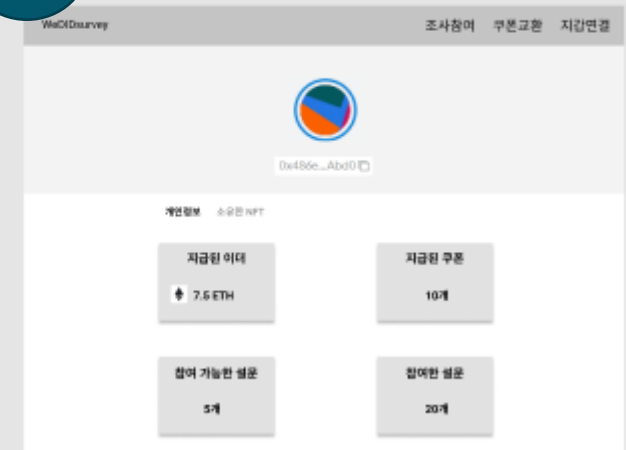 WeDIDsurvey
조사참여 쿠폰교환 지갑연결
0x486e...Abd0
개인정보 소유한 NFT
지급된 이더
7.5 ETH
지급된 쿠폰
10개
참여 가능한 설문
5개
참여한 설문
20개